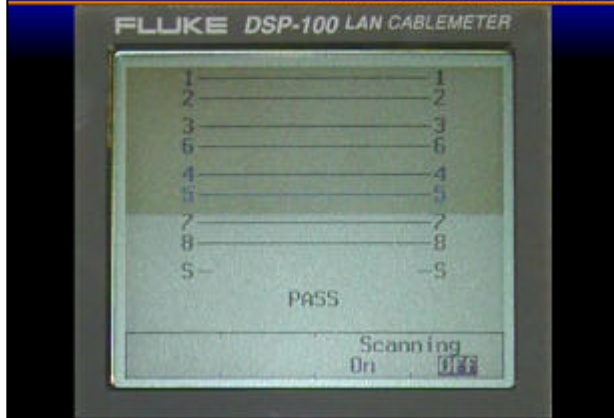 FLUKE DSP-100 LAN CABLEMETER
1 1
2 2
3 3
6 6
4 4
5 5
7 7
8 8
S S
PASS
Scanning
On Off